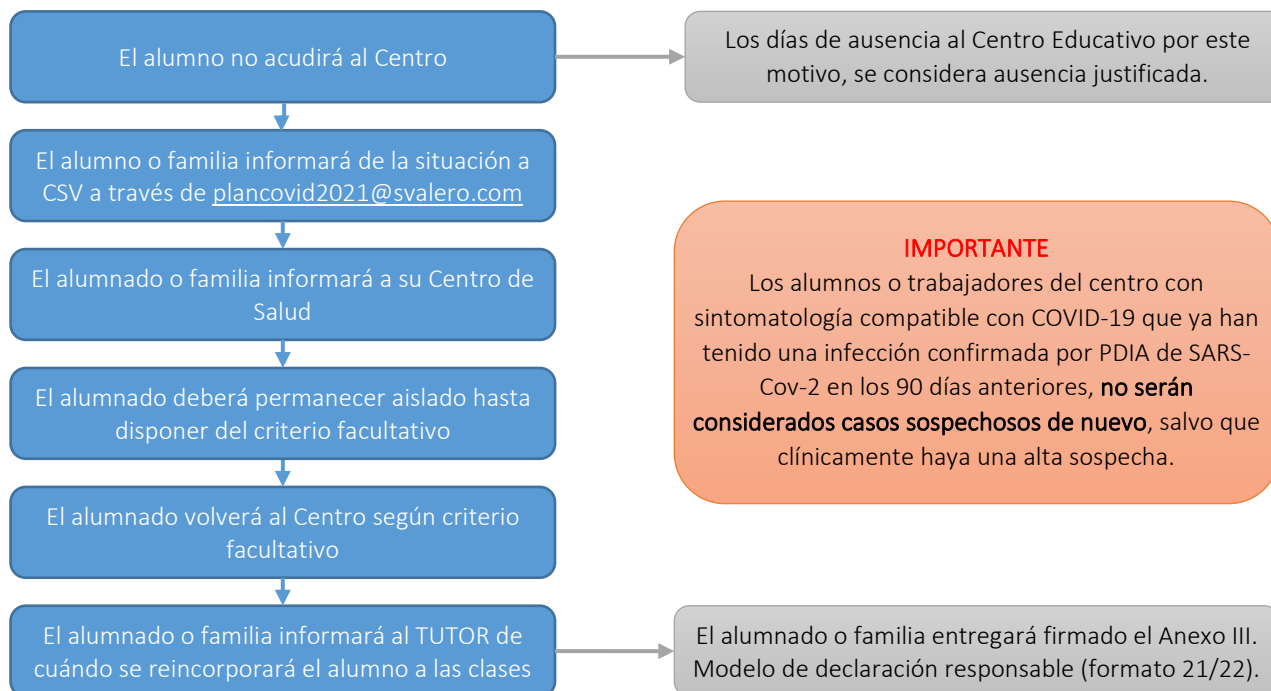 El alumno no acudirá al Centro
Los días de ausencia al Centro Educativo por este
motivo, se considera ausencia justificada.
El alumno o familia informará de la situación a
CSV a través de plancovid2021@svalero.com
El alumnado o familia informará a su Centro de
Salud
El alumnado deberá permanecer aislado hasta
disponer del criterio facultativo
El alumnado volverá al Centro según criterio
facultativo
IMPORTANTE
Los alumnos o trabajadores del centro con
sintomatología compatible con COVID-19 que ya han
tenido una infección confirmada por PDIA de SARS-
Cov-2 en los 90 días anteriores, no serán
considerados casos sospechosos de nuevo, salvo que
clínicamente haya una alta sospecha.
El alumnado o familia informará al TUTOR de
cuándo se reincorporará el alumno a las clases
El alumnado o familia entregará firmado el Anexo III.
Modelo de declaración responsable (formato 21/22).